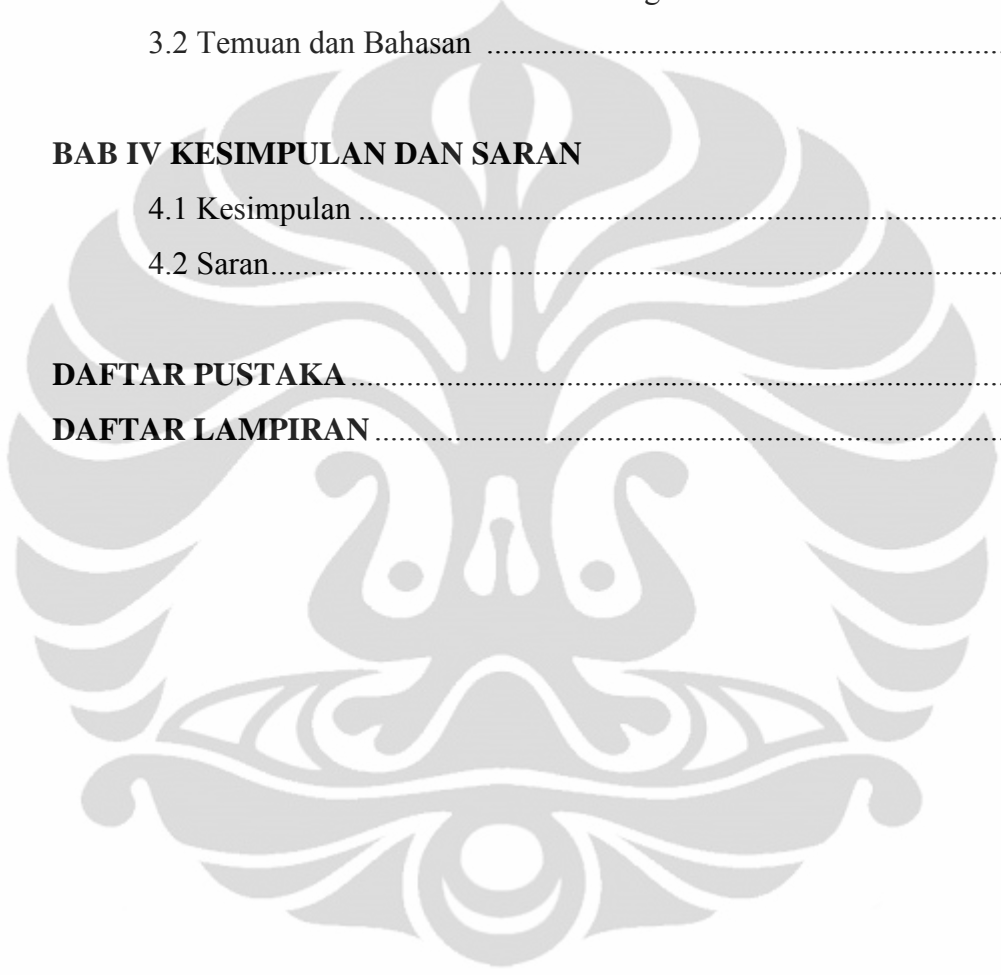 3.2 Temuan dan Bahasan ..........................................................................
BAB IV KESIMPULAN DAN SARAN
4.1 Kesimpulan ............................................................................................
4.2 Saran.........................................................................................................
DAFTAR PUSTAKA .............................................................................................
DAFTAR LAMPIRAN ..........................................................................................